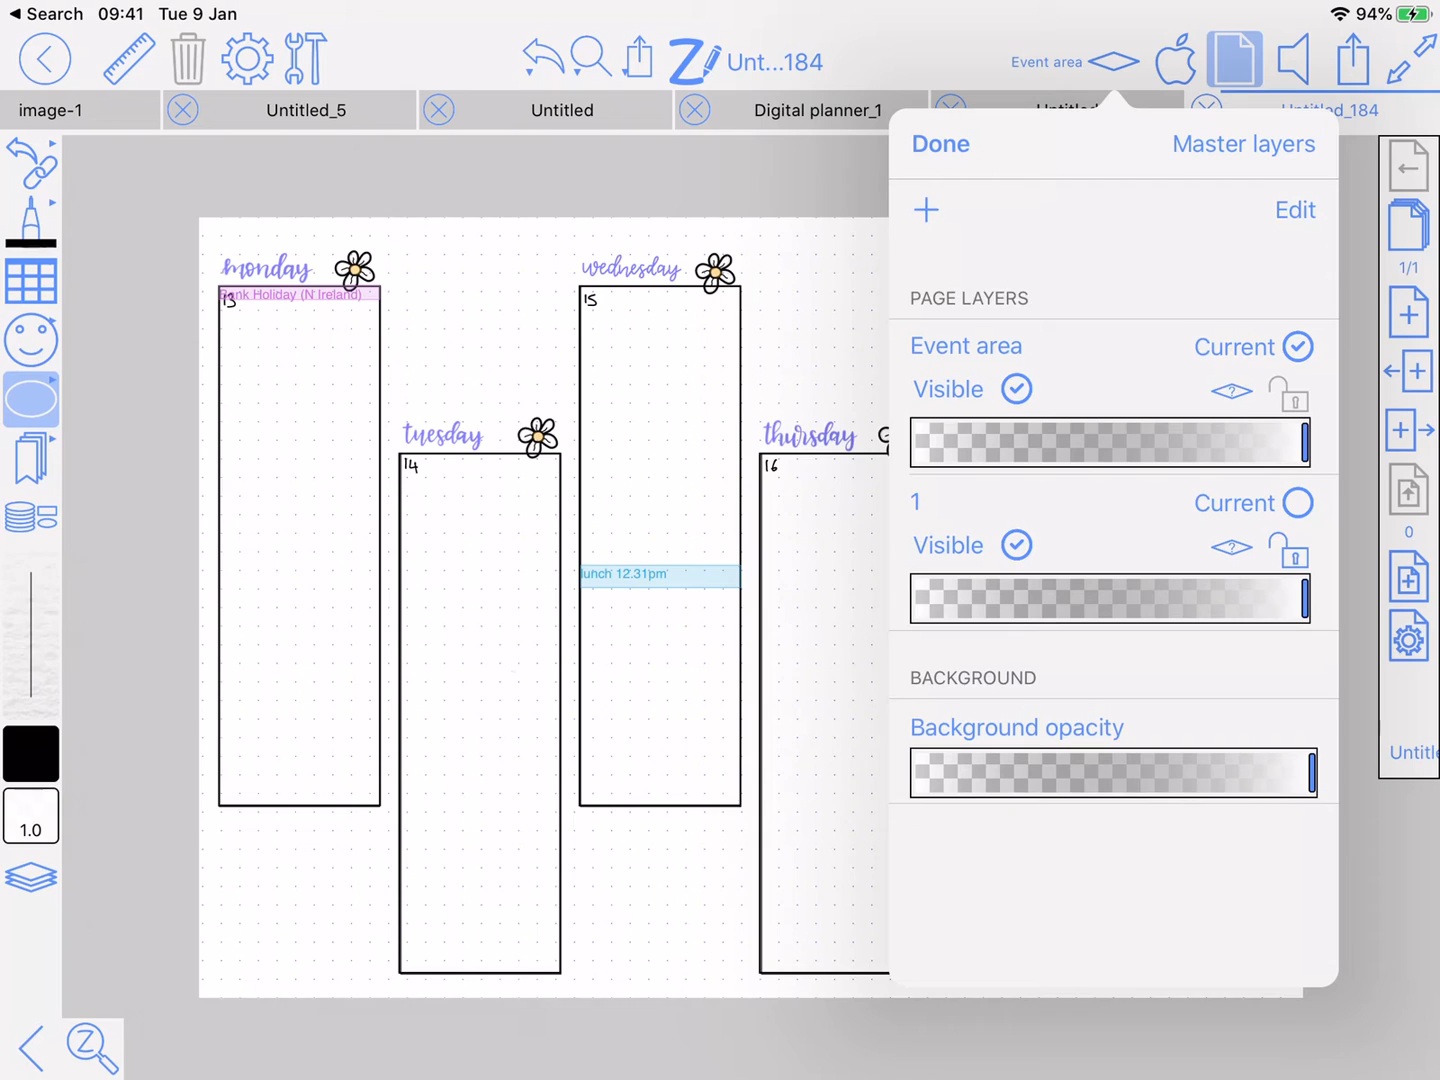 Search 09:41 Tue 9 Jan 94%
Unt...184 Event area
image-1 Untitled_5 Untitled Digital planner_1 Untitled_184
Done Master layers
Edit
monday
Bank Holiday (N Ireland)
13
wednesday
15
PAGE LAYERS
Event area Current
Visible
tuesday
14
thursday
16
1 Current
Visible
lunch 12.31pm
BACKGROUND
Background opacity
1/1
0
1.0